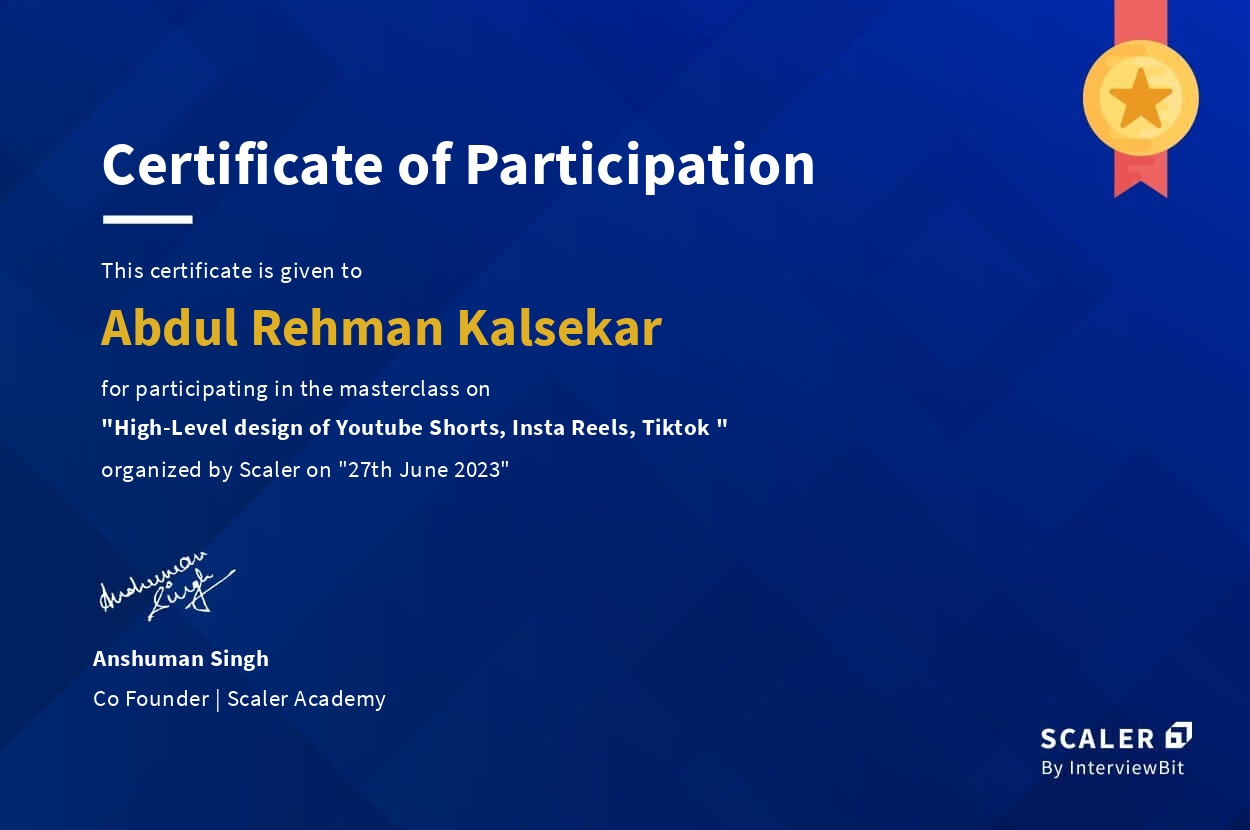 Certificate of Participation
This certificate is given to
Abdul Rehman Kalsekar
for participating in the masterclass on
"High-Level design of Youtube Shorts, Insta Reels, Tiktok "
organized by Scaler on "27th June 2023"
Anshuman
Singh
Anshuman Singh
Co Founder | Scaler Academy
SCALER
By InterviewBit